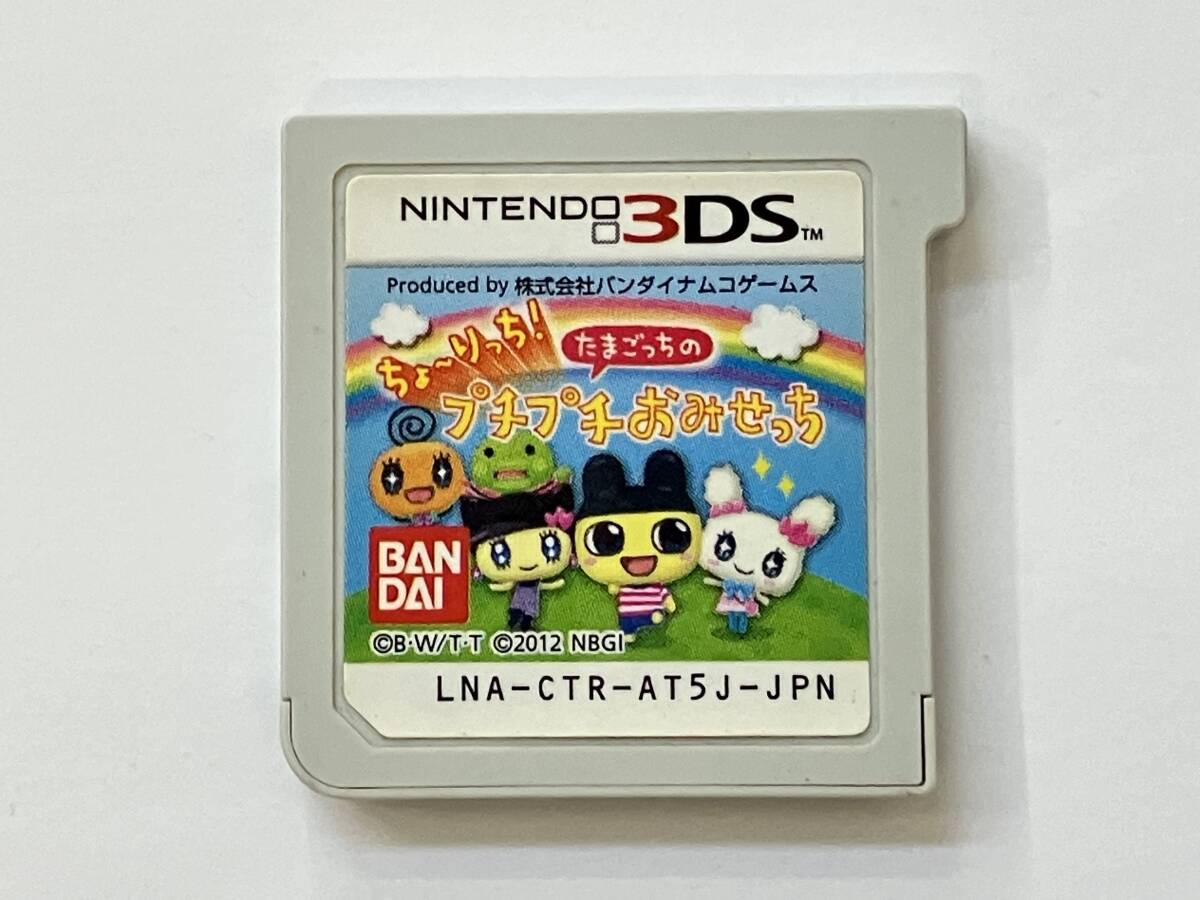 NINTENDO 3DS™
Produced by 株式会社バンダイナムコゲームス
ちょ〜りっち!
たまごっちの
プチプチおみせっち
BAN
DAI
©B·W/T·T ©2012 NBGI
LNA-CTR-AT5J-JPN